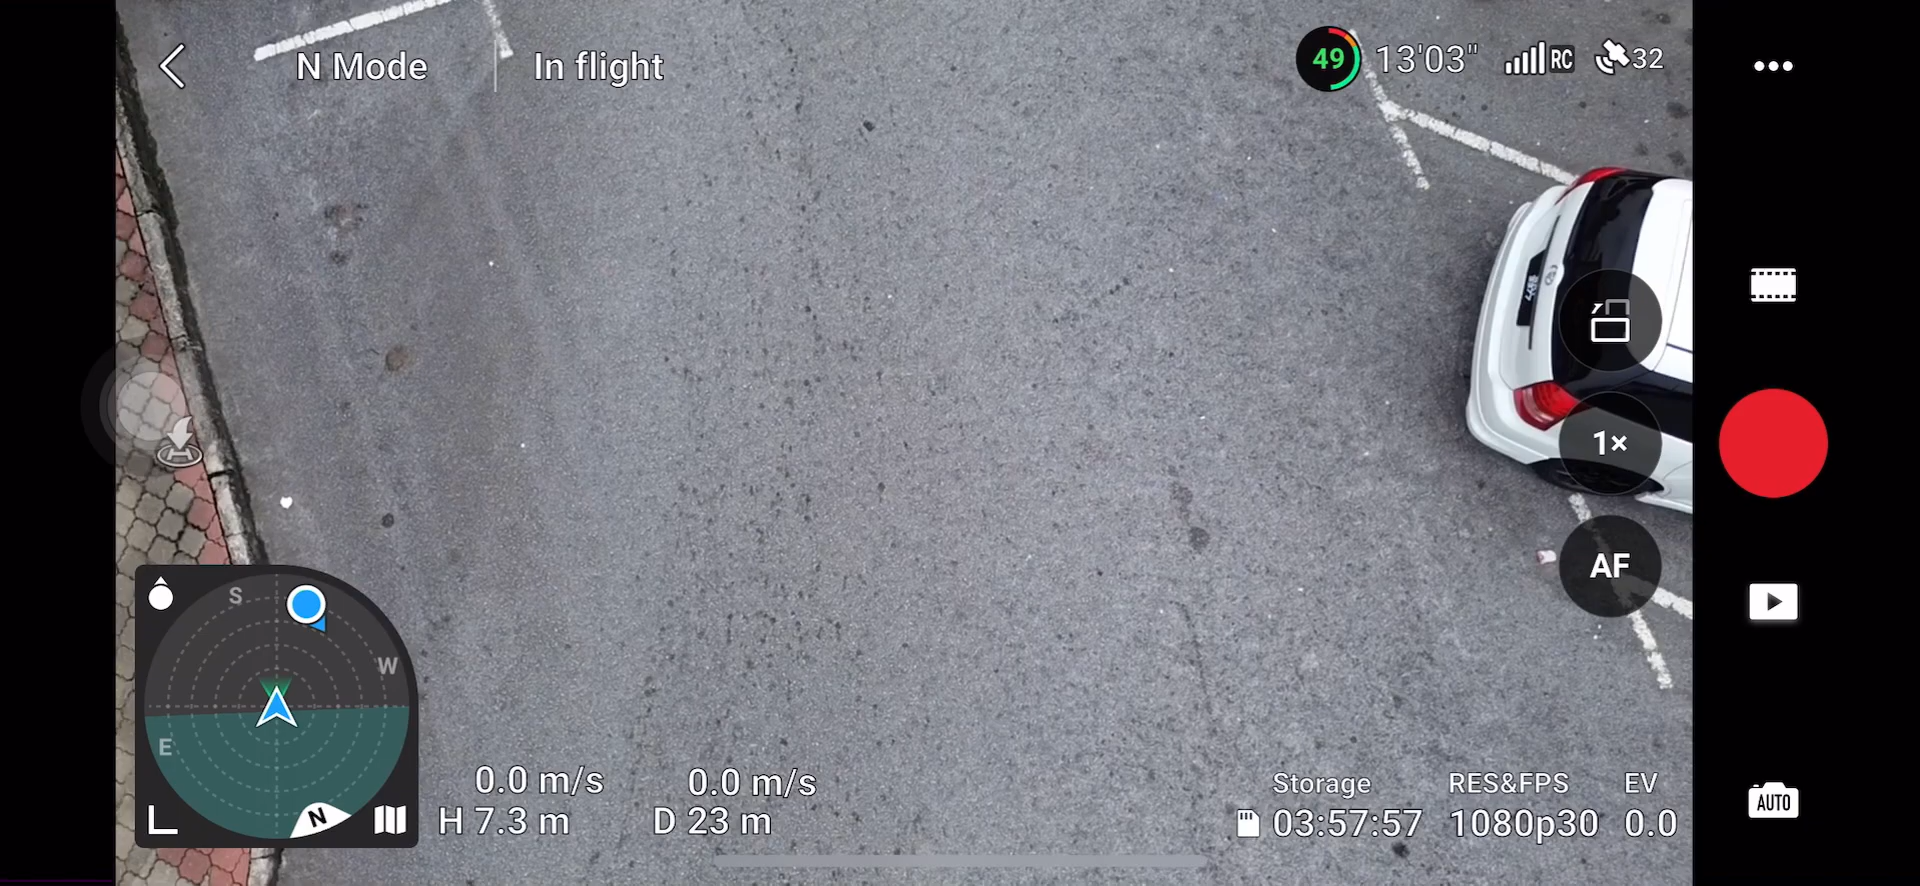 N Mode
In flight
49
13'03"
RC
32
1×
AF
S
W
E
N
0.0 m/s
0.0 m/s
H 7.3 m
D 23 m
Storage
RES&FPS
EV
03:57:57
1080p30
0.0
AUTO